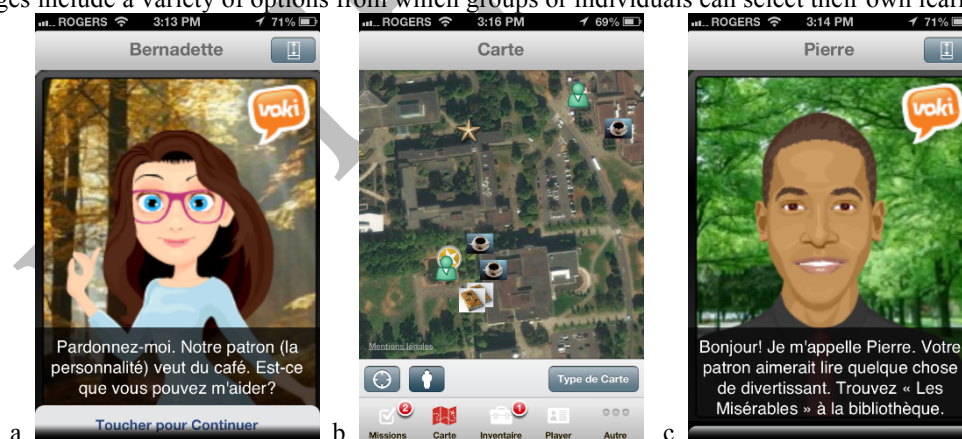 ges include a variety of options from which groups or individuals can select their own learn
ROGERS 3:13 PM 71%
Bernadette
voki
Pardonnez-moi. Notre patron (la
personnalité) veut du café. Est-ce
que vous pouvez m'aider?
Toucher pour Continuer
a
ROGERS 3:16 PM 69%
Carte
Mentions légales
Type de Carte
2 1
Missions Carte Inventaire Player Autre
b
ROGERS 3:14 PM 71%
Pierre
voki
Bonjour! Je m'appelle Pierre. Votre
patron aimerait lire quelque chose
de divertissant. Trouvez « Les
Misérables » à la bibliothèque.
c